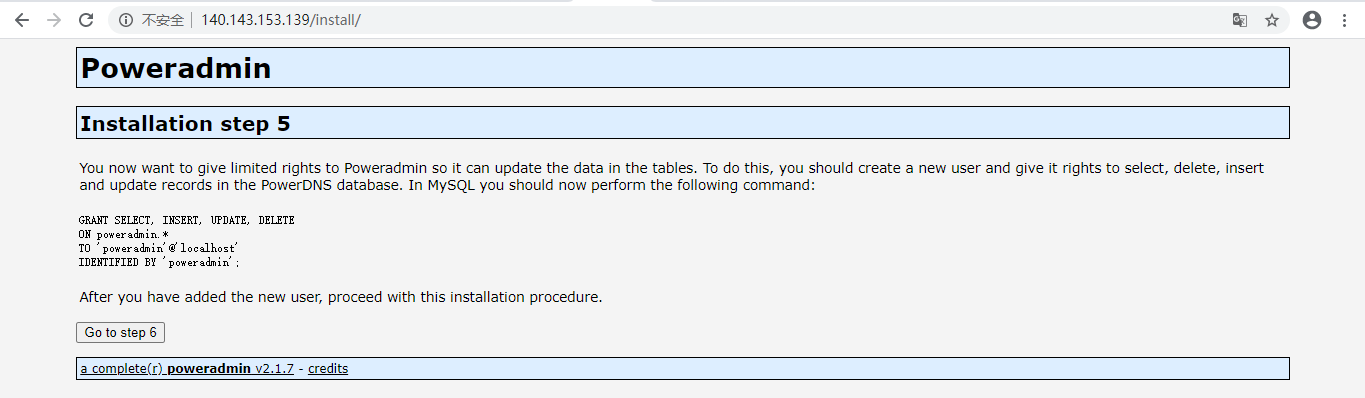 不安全 140.143.153.139/install/
Poweradmin
Installation step 5
You now want to give limited rights to Poweradmin so it can update the data in the tables. To do this, you should create a new user and give it rights to select, delete, insert
and update records in the PowerDNS database. In MySQL you should now perform the following command:
GRANT SELECT, INSERT, UPDATE, DELETE
ON poweradmin.*
TO 'poweradmin'@'localhost'
IDENTIFIED BY 'poweradmin';
After you have added the new user, proceed with this installation procedure.
Go to step 6
a complete(r) poweradmin v2.1.7 - credits